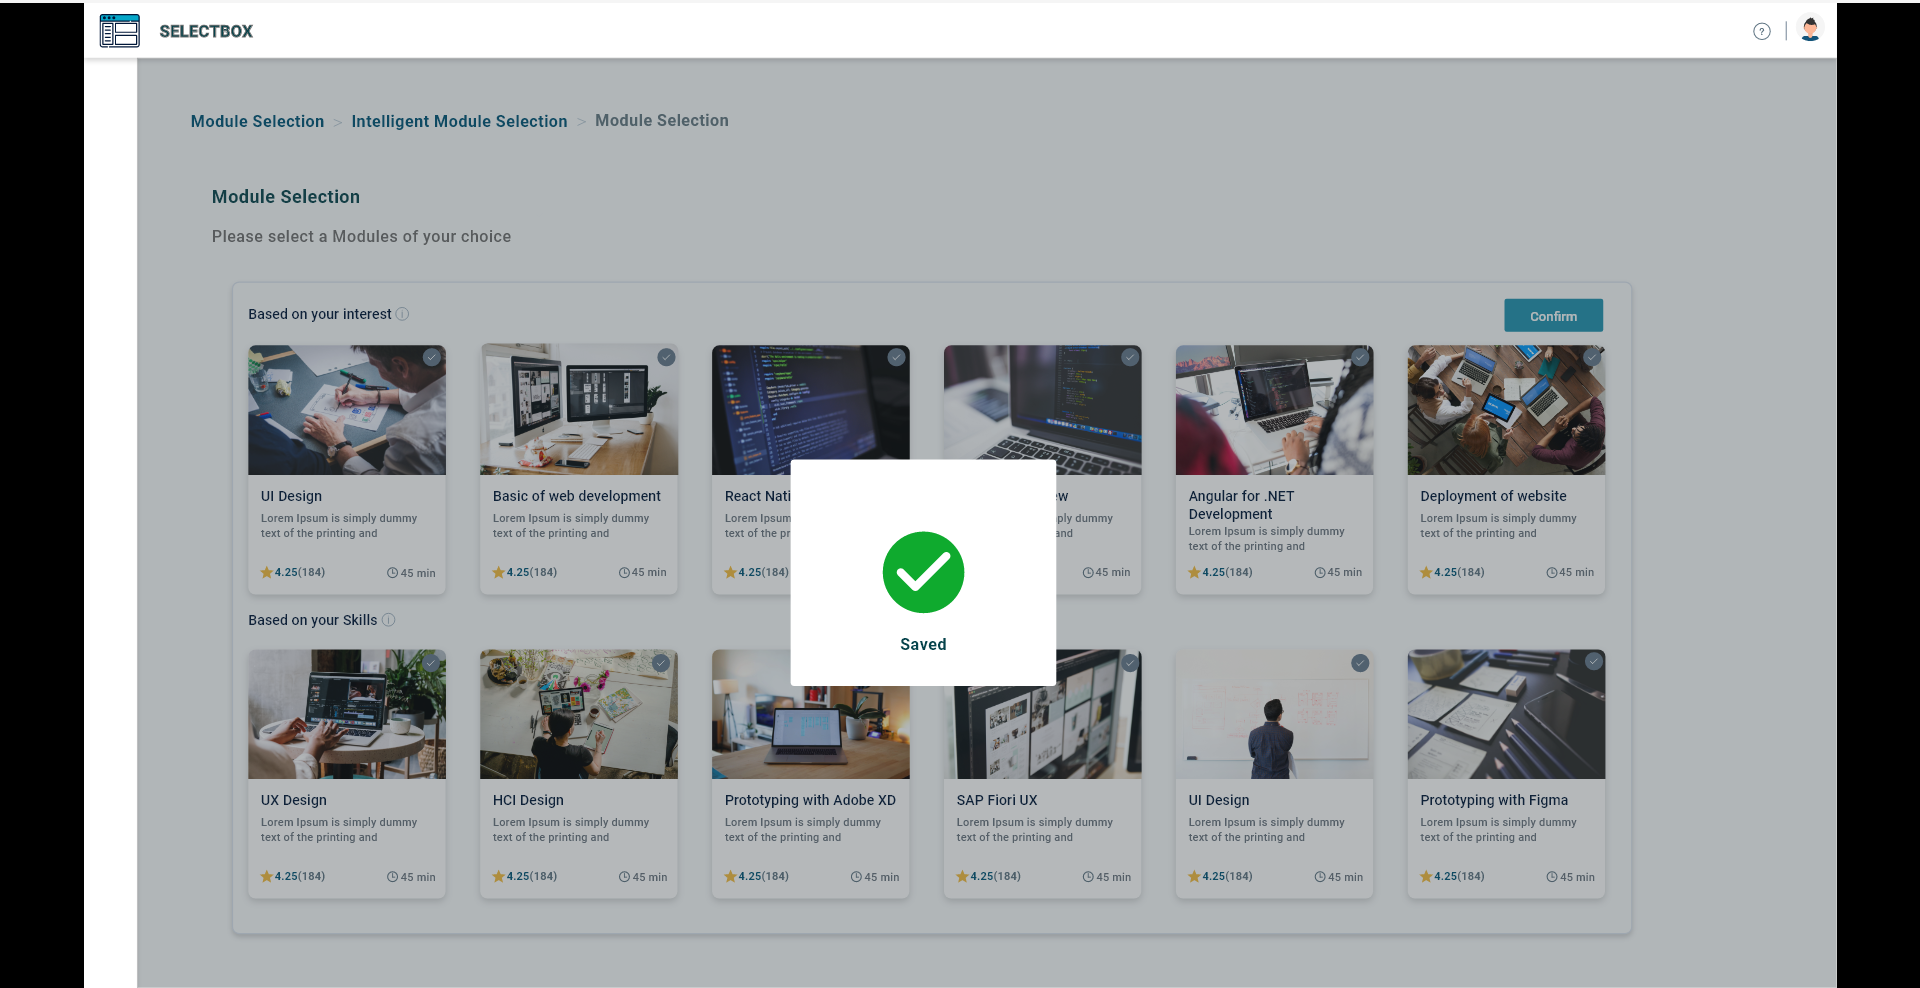 SELECTBOX
?
Module Selection > Intelligent Module Selection > Module Selection
Module Selection
Please select a Modules of your choice
Based on your interest
Confirm
UI Design
Lorem Ipsum is simply dummy
text of the printing and
4.25(184) 45 min
Basic of web development
Lorem Ipsum is simply dummy
text of the printing and
4.25(184) 45 min
React Nati
Lorem Ipsum
text of the pr
4.25(184)
ew
ply dummy
and
45 min
Angular for .NET
Development
Lorem Ipsum is simply dummy
text of the printing and
4.25(184) 45 min
Deployment of website
Lorem Ipsum is simply dummy
text of the printing and
4.25(184) 45 min
Saved
Based on your Skills
UX Design
Lorem Ipsum is simply dummy
text of the printing and
4.25(184) 45 min
HCI Design
Lorem Ipsum is simply dummy
text of the printing and
4.25(184) 45 min
Prototyping with Adobe XD
Lorem Ipsum is simply dummy
text of the printing and
4.25(184) 45 min
SAP Fiori UX
Lorem Ipsum is simply dummy
text of the printing and
4.25(184) 45 min
UI Design
Lorem Ipsum is simply dummy
text of the printing and
4.25(184) 45 min
Prototyping with Figma
Lorem Ipsum is simply dummy
text of the printing and
4.25(184) 45 min